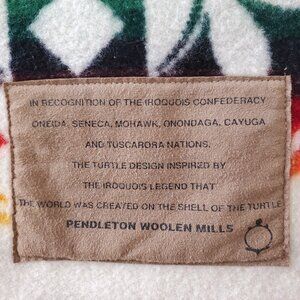 IN RECOGNITION OF THE IROQUOIS CONFEDERACY
ONEIDA, SENECA, MOHAWK, ONONDAGA, CAYUGA
AND TUSCARORA NATIONS.
THE TURTLE DESIGN INSPIRED BY
THE IROQUOIS LEGEND THAT
THE WORLD WAS CREATED ON THE SHELL OF THE TURTLE
PENDLETON WOOLEN MILLS